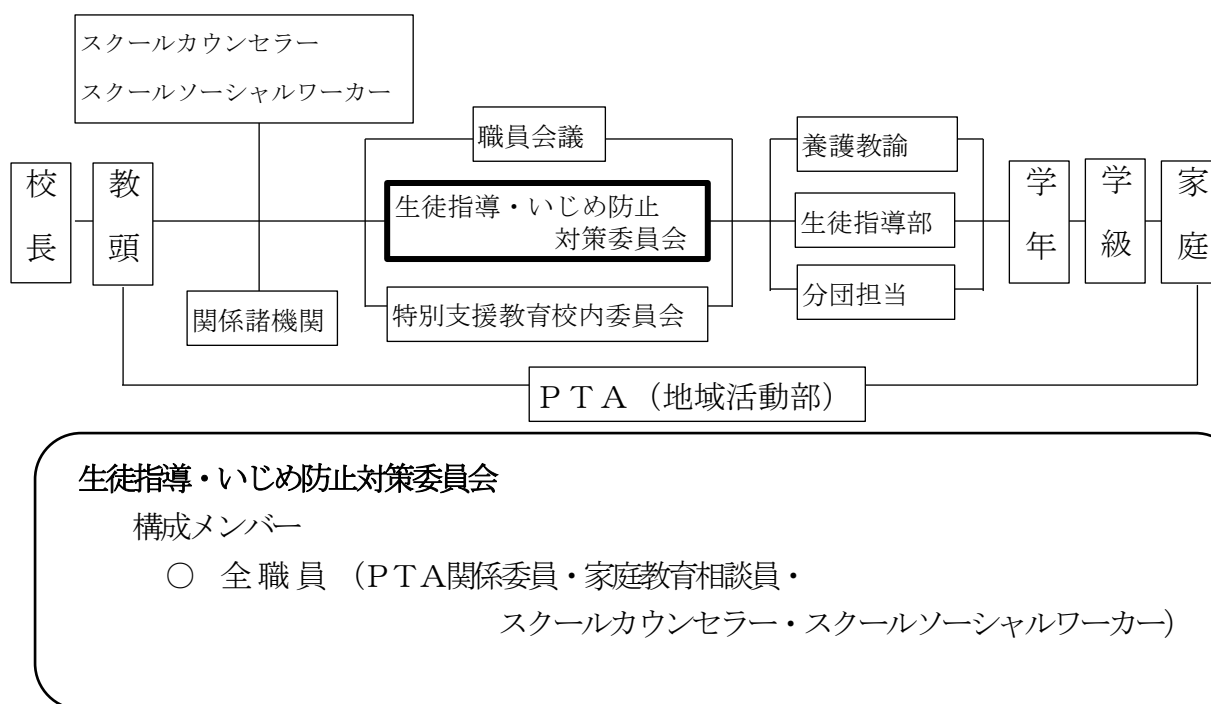 スクールカウンセラー
スクールソーシャルワーカー
校長
教頭
関係諸機関
職員会議
生徒指導・いじめ防止
対策委員会
特別支援教育校内委員会
養護教諭
生徒指導部
分団担当
学年
学級
家庭
ＰＴＡ（地域活動部）
生徒指導・いじめ防止対策委員会
構成メンバー
○　全職員（ＰＴＡ関係委員・家庭教育相談員・
スクールカウンセラー・スクールソーシャルワーカー）